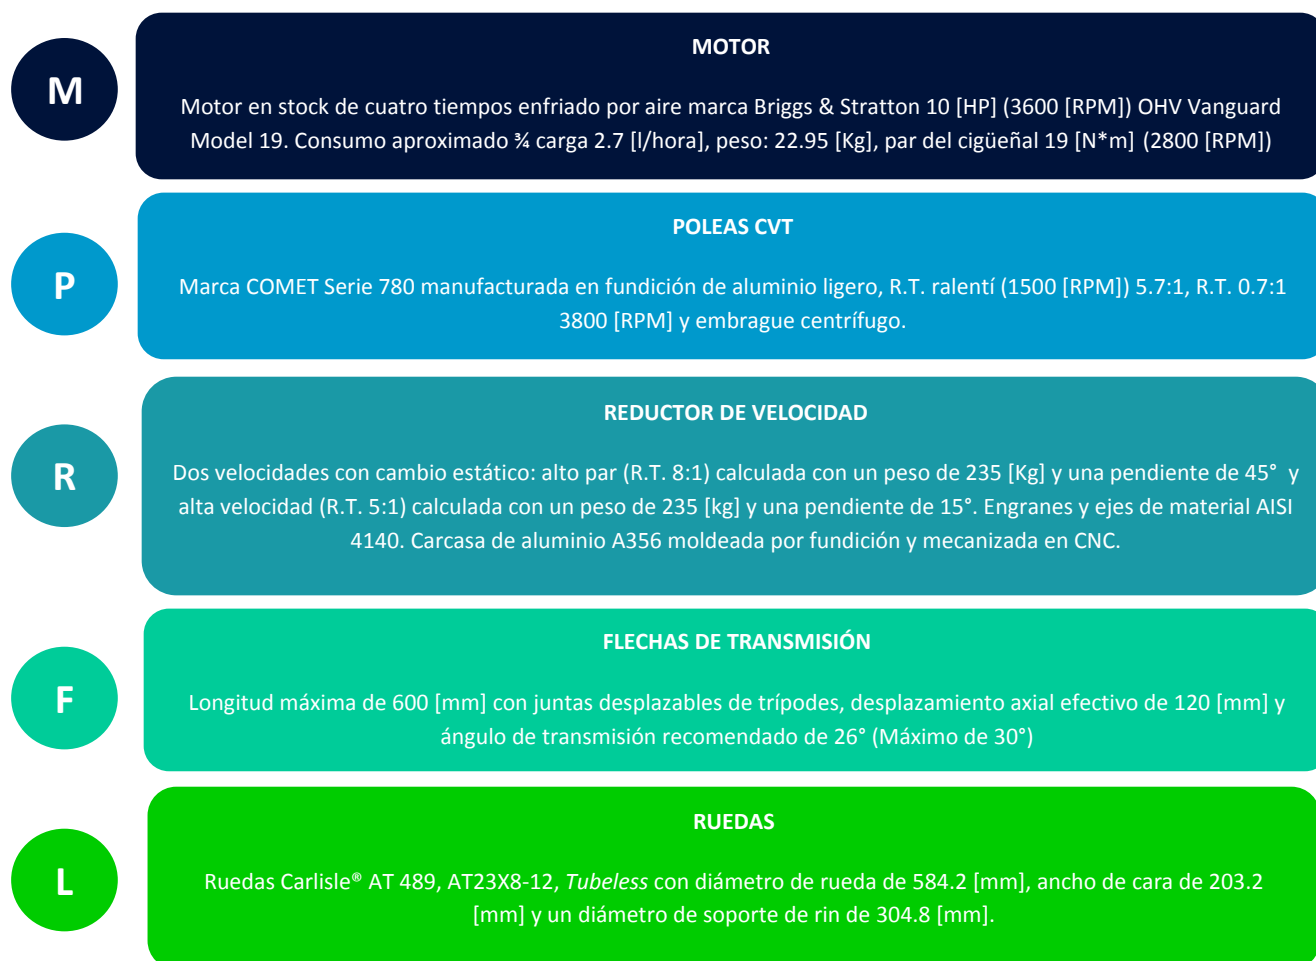 M
MOTOR
Motor en stock de cuatro tiempos enfriado por aire marca Briggs & Stratton 10 [HP] (3600 [RPM]) OHV Vanguard
Model 19. Consumo aproximado ¾ carga 2.7 [l/hora], peso: 22.95 [Kg], par del cigüeñal 19 [N*m] (2800 [RPM])
P
POLEAS CVT
Marca COMET Serie 780 manufacturada en fundición de aluminio ligero, R.T. ralentí (1500 [RPM]) 5.7:1, R.T. 0.7:1
3800 [RPM] y embrague centrífugo.
R
REDUCTOR DE VELOCIDAD
Dos velocidades con cambio estático: alto par (R.T. 8:1) calculada con un peso de 235 [Kg] y una pendiente de 45° y
alta velocidad (R.T. 5:1) calculada con un peso de 235 [kg] y una pendiente de 15°. Engranes y ejes de material AISI
4140. Carcasa de aluminio A356 moldeada por fundición y mecanizada en CNC.
F
FLECHAS DE TRANSMISIÓN
Longitud máxima de 600 [mm] con juntas desplazables de trípodes, desplazamiento axial efectivo de 120 [mm] y
ángulo de transmisión recomendado de 26° (Máximo de 30°)
L
RUEDAS
Ruedas Carlisle® AT 489, AT23X8-12, Tubeless con diámetro de rueda de 584.2 [mm], ancho de cara de 203.2
[mm] y un diámetro de soporte de rin de 304.8 [mm].